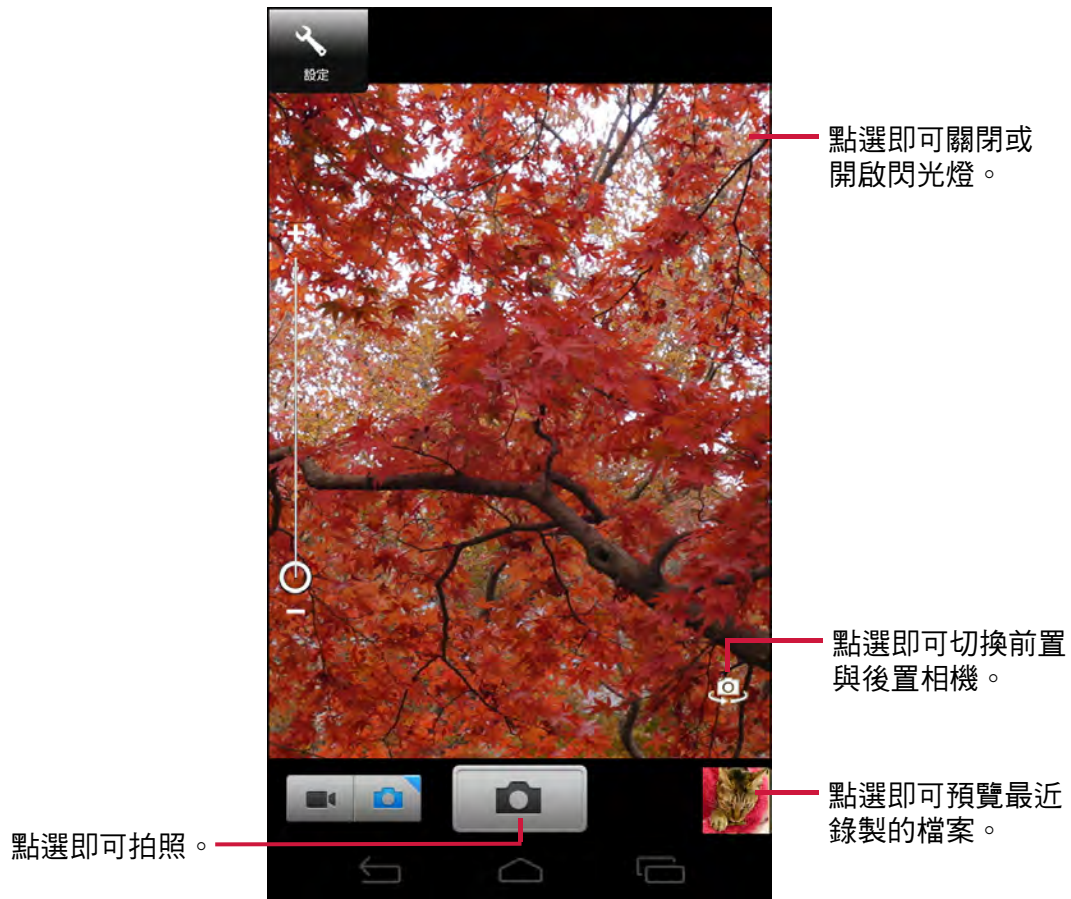 設定
點選即可關閉或
開啟閃光燈。
點選即可切換前置
與後置相機。
點選即可預覽最近
錄製的檔案。
點選即可拍照。